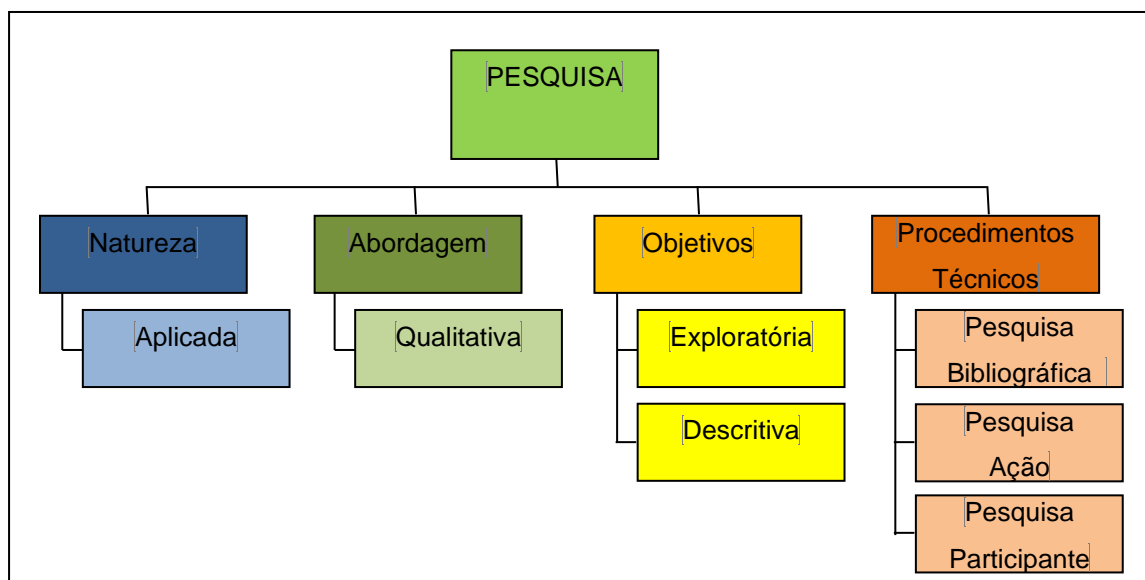 PESQUISA
Natureza
Aplicada
Abordagem
Qualitativa
Objetivos
Exploratória
Descritiva
Procedimentos
Técnicos
Pesquisa
Bibliográfica
Pesquisa
Ação
Pesquisa
Participante